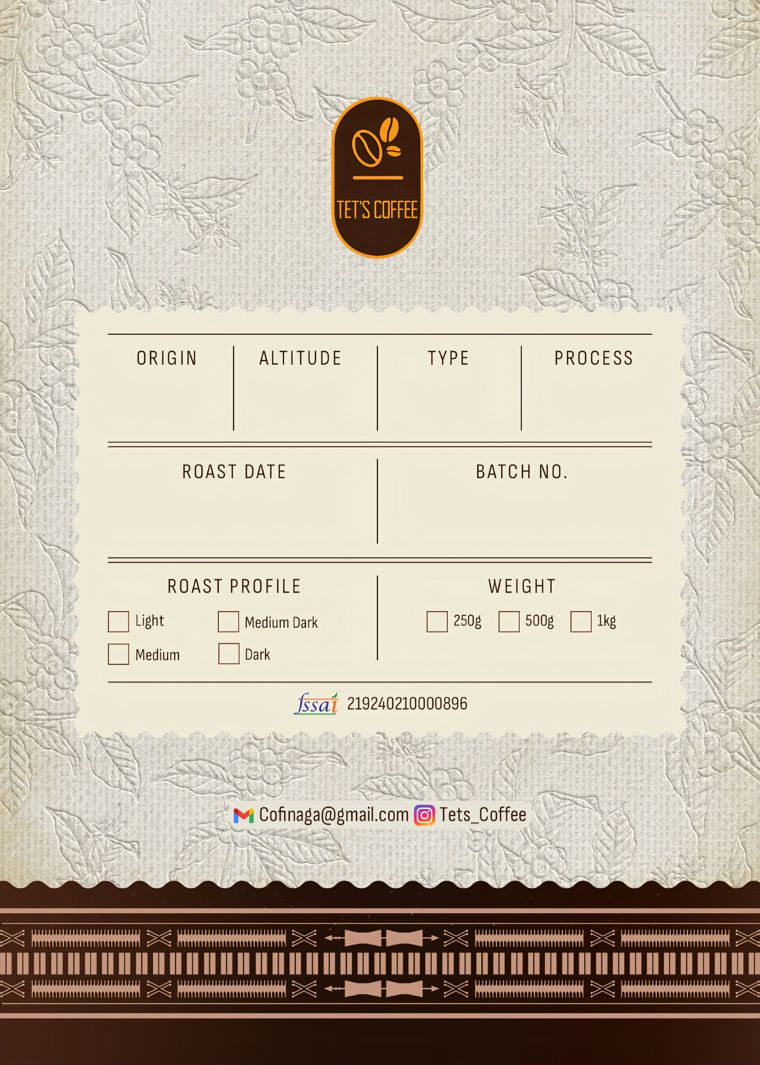 TET'S COFFEE
ORIGIN ALTITUDE TYPE PROCESS
ROAST DATE BATCH NO.
ROAST PROFILE WEIGHT
Light Medium Dark 250g 500g 1kg
Medium Dark
fssai 219240210000896
Cofinaga@gmail.com Tets_Coffee